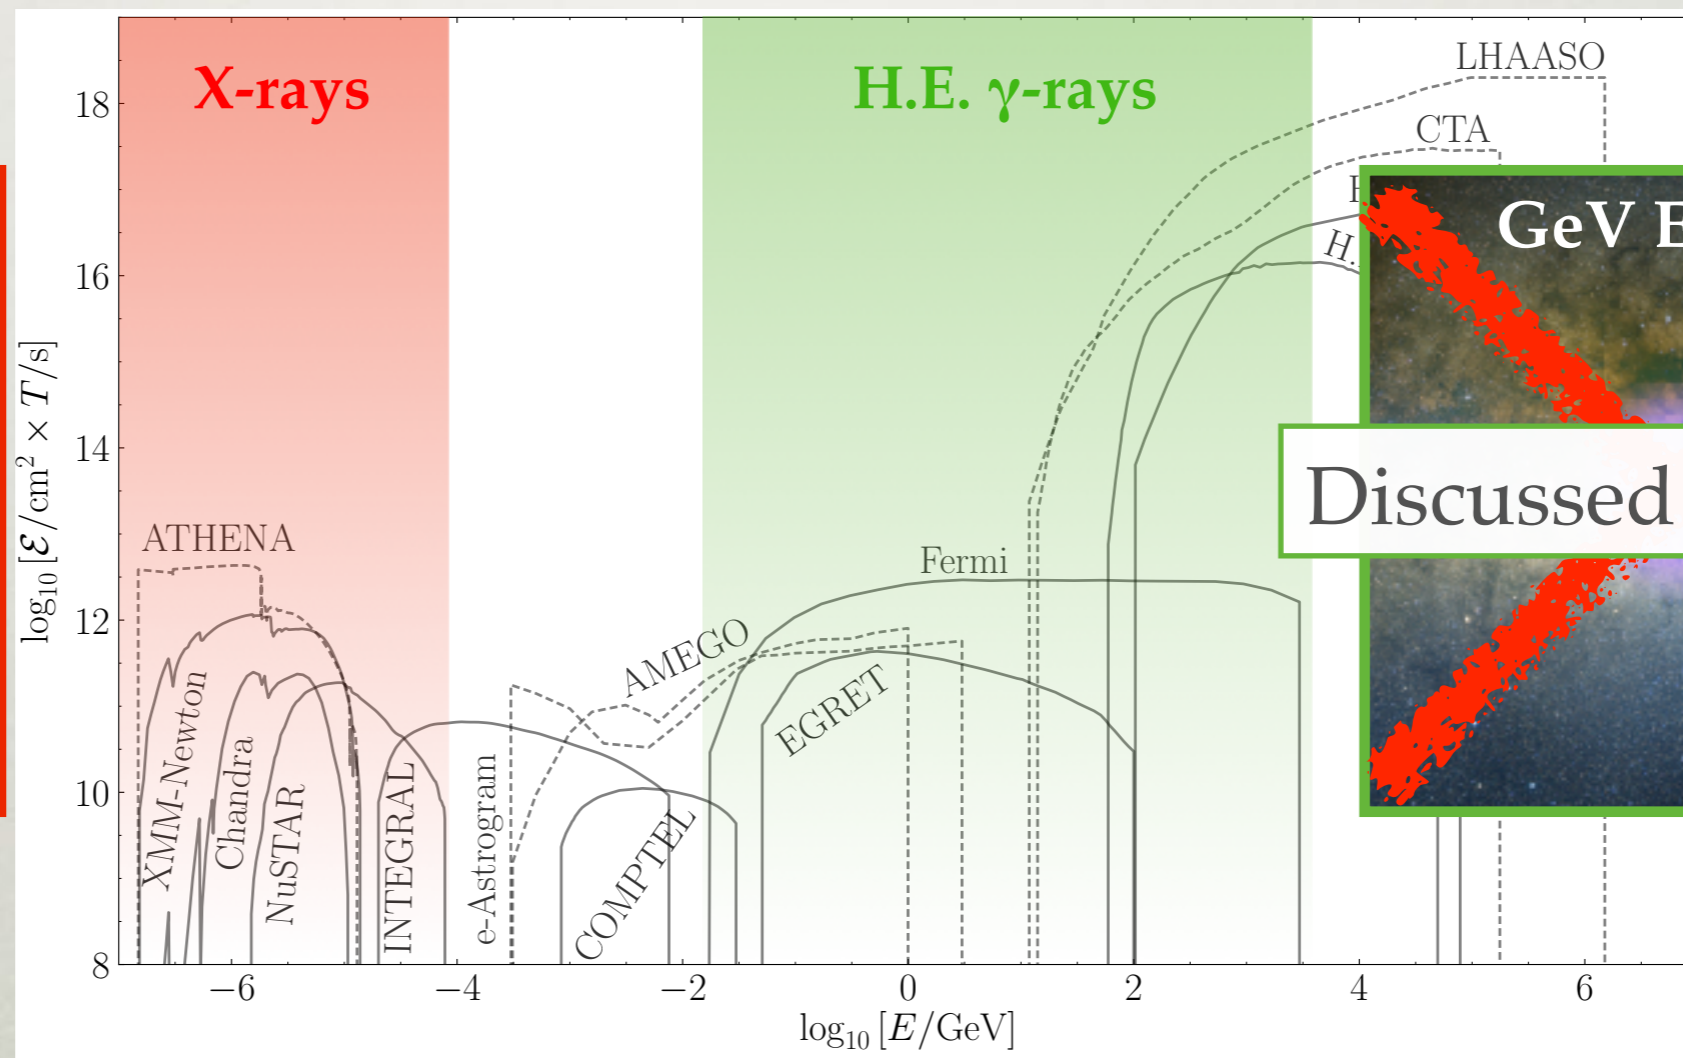 X-rays
H.E. γ-rays
LHAASO
CTA
H.
GeV E
Discussed
ATHENA
Fermi
AMEGO
EGRET
XMM-Newton
Chandra
NuSTAR
INTEGRAL
e-Astrogram
COMPTEL
18
16
14
12
10
8
log₁₀ [ℰ/cm² × T/s]
−6 −4 −2 0 2 4 6
log₁₀ [E/GeV]